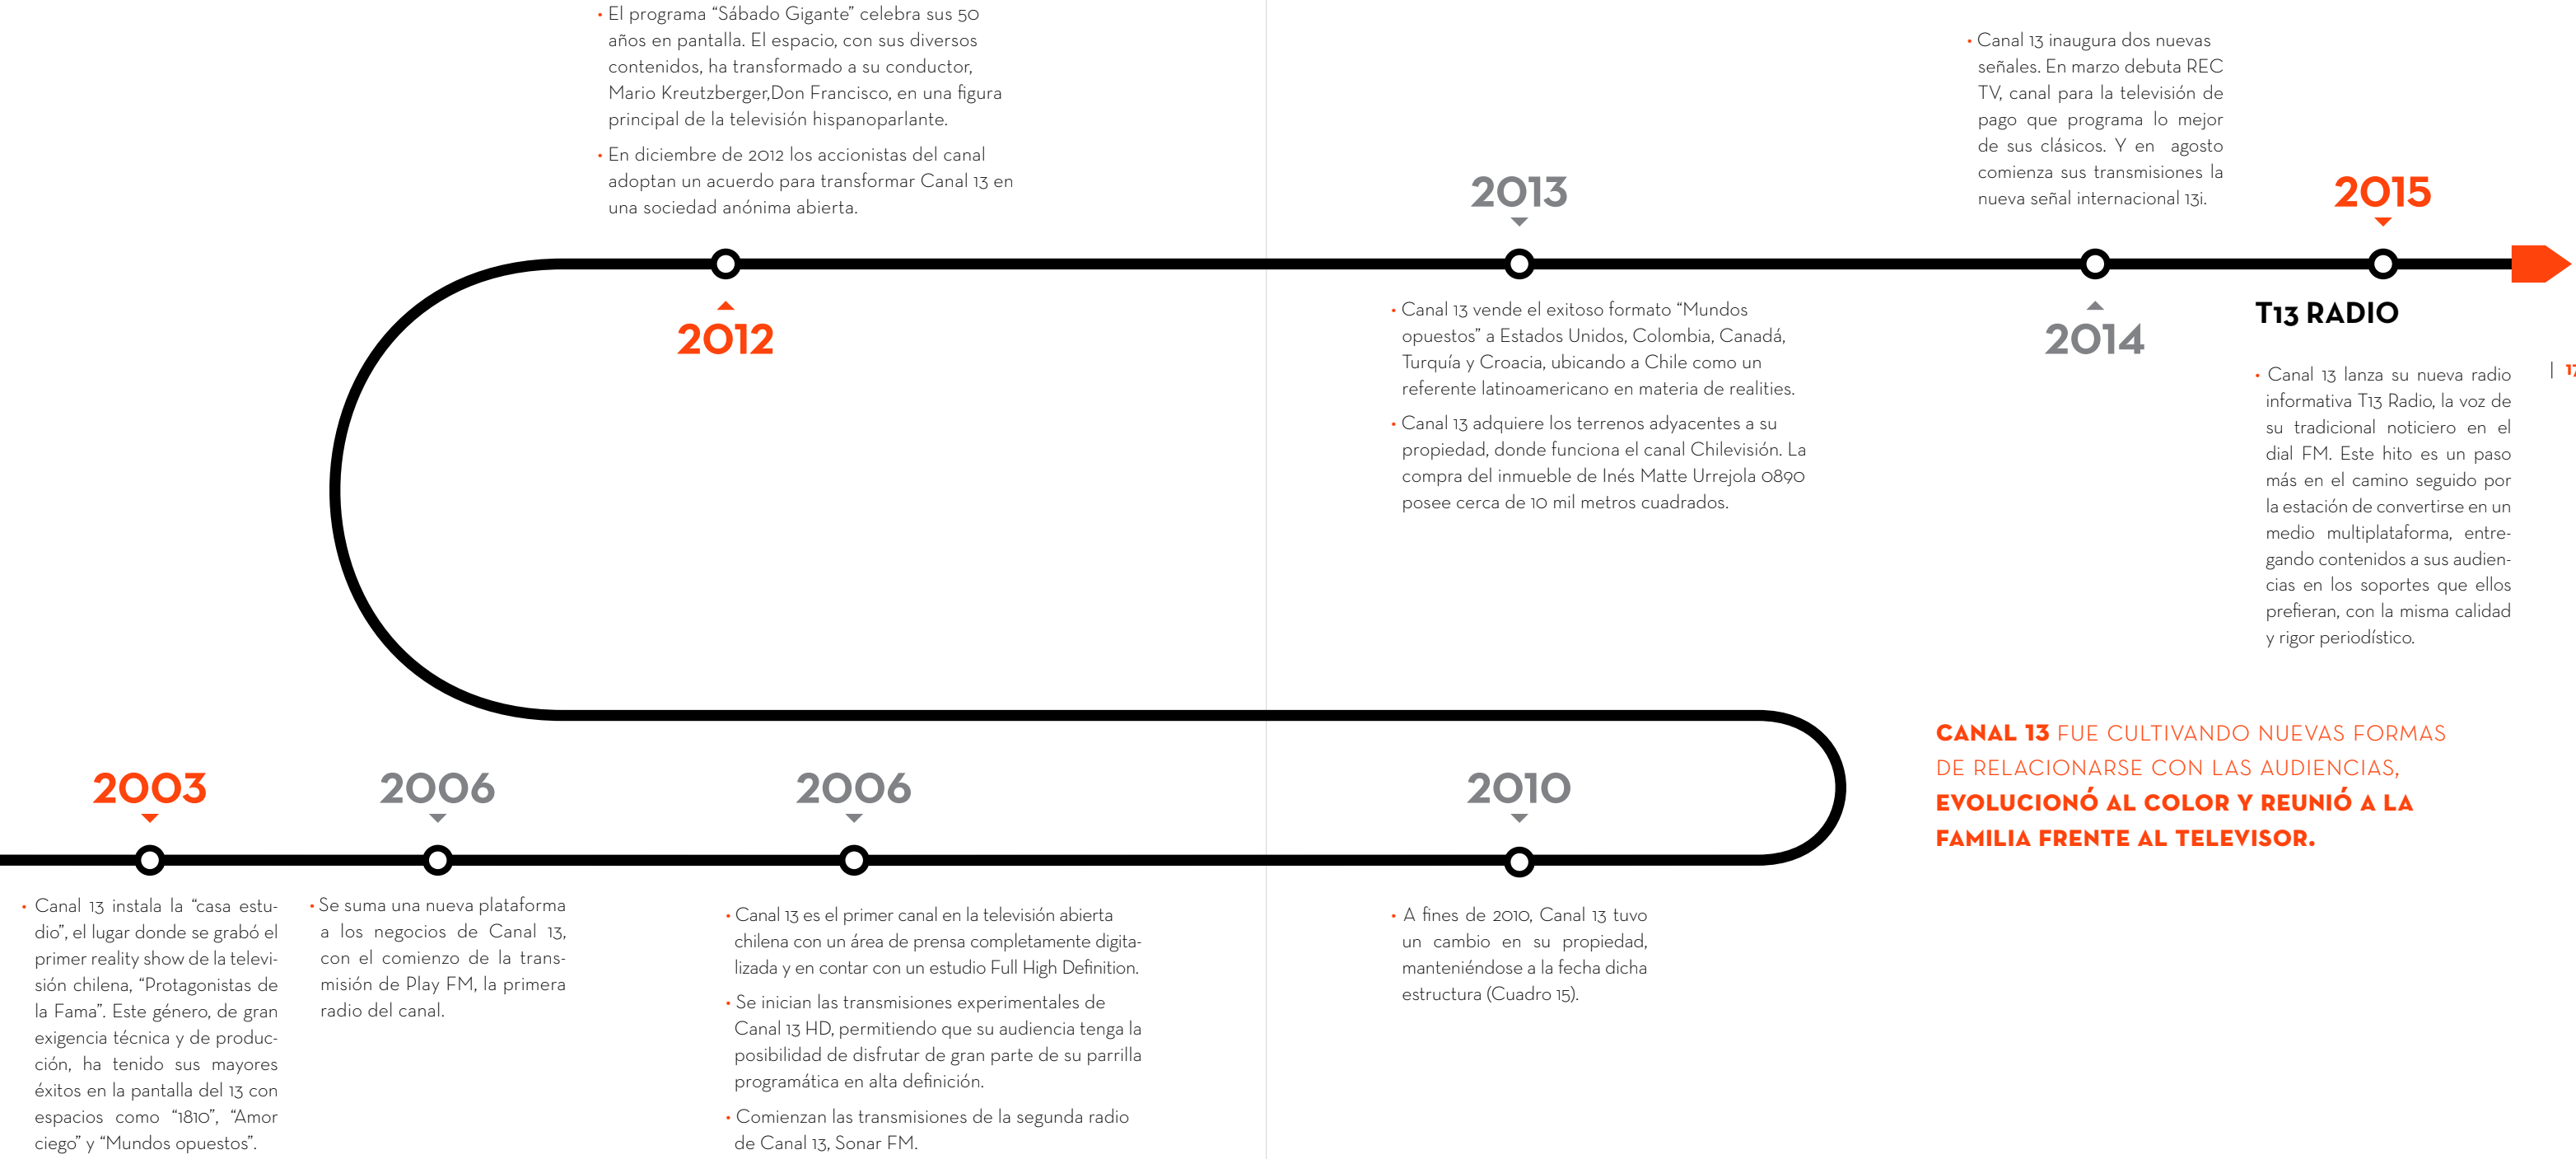 • El programa “Sábado Gigante” celebra sus 50
años en pantalla. El espacio, con sus diversos
contenidos, ha transformado a su conductor,
Mario Kreutzberger,Don Francisco, en una figura
principal de la televisión hispanoparlante.
• En diciembre de 2012 los accionistas del canal
adoptan un acuerdo para transformar Canal 13 en
una sociedad anónima abierta.
2012
2013
• Canal 13 vende el exitoso formato “Mundos
opuestos” a Estados Unidos, Colombia, Canadá,
Turquía y Croacia, ubicando a Chile como un
referente latinoamericano en materia de realities.
• Canal 13 adquiere los terrenos adyacentes a su
propiedad, donde funciona el canal Chilevisión. La
compra del inmueble de Inés Matte Urrejola 0890
posee cerca de 10 mil metros cuadrados.
• Canal 13 inaugura dos nuevas
señales. En marzo debuta REC
TV, canal para la televisión de
pago que programa lo mejor
de sus clásicos. Y en agosto
comienza sus transmisiones la
nueva señal internacional 13i.
2014
2015
T13 RADIO
• Canal 13 lanza su nueva radio
informativa T13 Radio, la voz de
su tradicional noticiero en el
dial FM. Este hito es un paso
más en el camino seguido por
la estación de convertirse en un
medio multiplataforma, entre-
gando contenidos a sus audien-
cias en los soportes que ellos
prefieran, con la misma calidad
y rigor periodístico.
| 17
CANAL 13 FUE CULTIVANDO NUEVAS FORMAS
DE RELACIONARSE CON LAS AUDIENCIAS,
EVOLUCIONÓ AL COLOR Y REUNIÓ A LA
FAMILIA FRENTE AL TELEVISOR.
2003
• Canal 13 instala la “casa estu-
dio”, el lugar donde se grabó el
primer reality show de la televi-
sión chilena, “Protagonistas de
la Fama”. Este género, de gran
exigencia técnica y de produc-
ción, ha tenido sus mayores
éxitos en la pantalla del 13 con
espacios como “1810”, “Amor
ciego” y “Mundos opuestos”.
2006
• Se suma una nueva plataforma
a los negocios de Canal 13,
con el comienzo de la trans-
misión de Play FM, la primera
radio del canal.
2006
• Canal 13 es el primer canal en la televisión abierta
chilena con un área de prensa completamente digita-
lizada y en contar con un estudio Full High Definition.
• Se inician las transmisiones experimentales de
Canal 13 HD, permitiendo que su audiencia tenga la
posibilidad de disfrutar de gran parte de su parrilla
programática en alta definición.
• Comienzan las transmisiones de la segunda radio
de Canal 13, Sonar FM.
2010
• A fines de 2010, Canal 13 tuvo
un cambio en su propiedad,
manteniéndose a la fecha dicha
estructura (Cuadro 15).